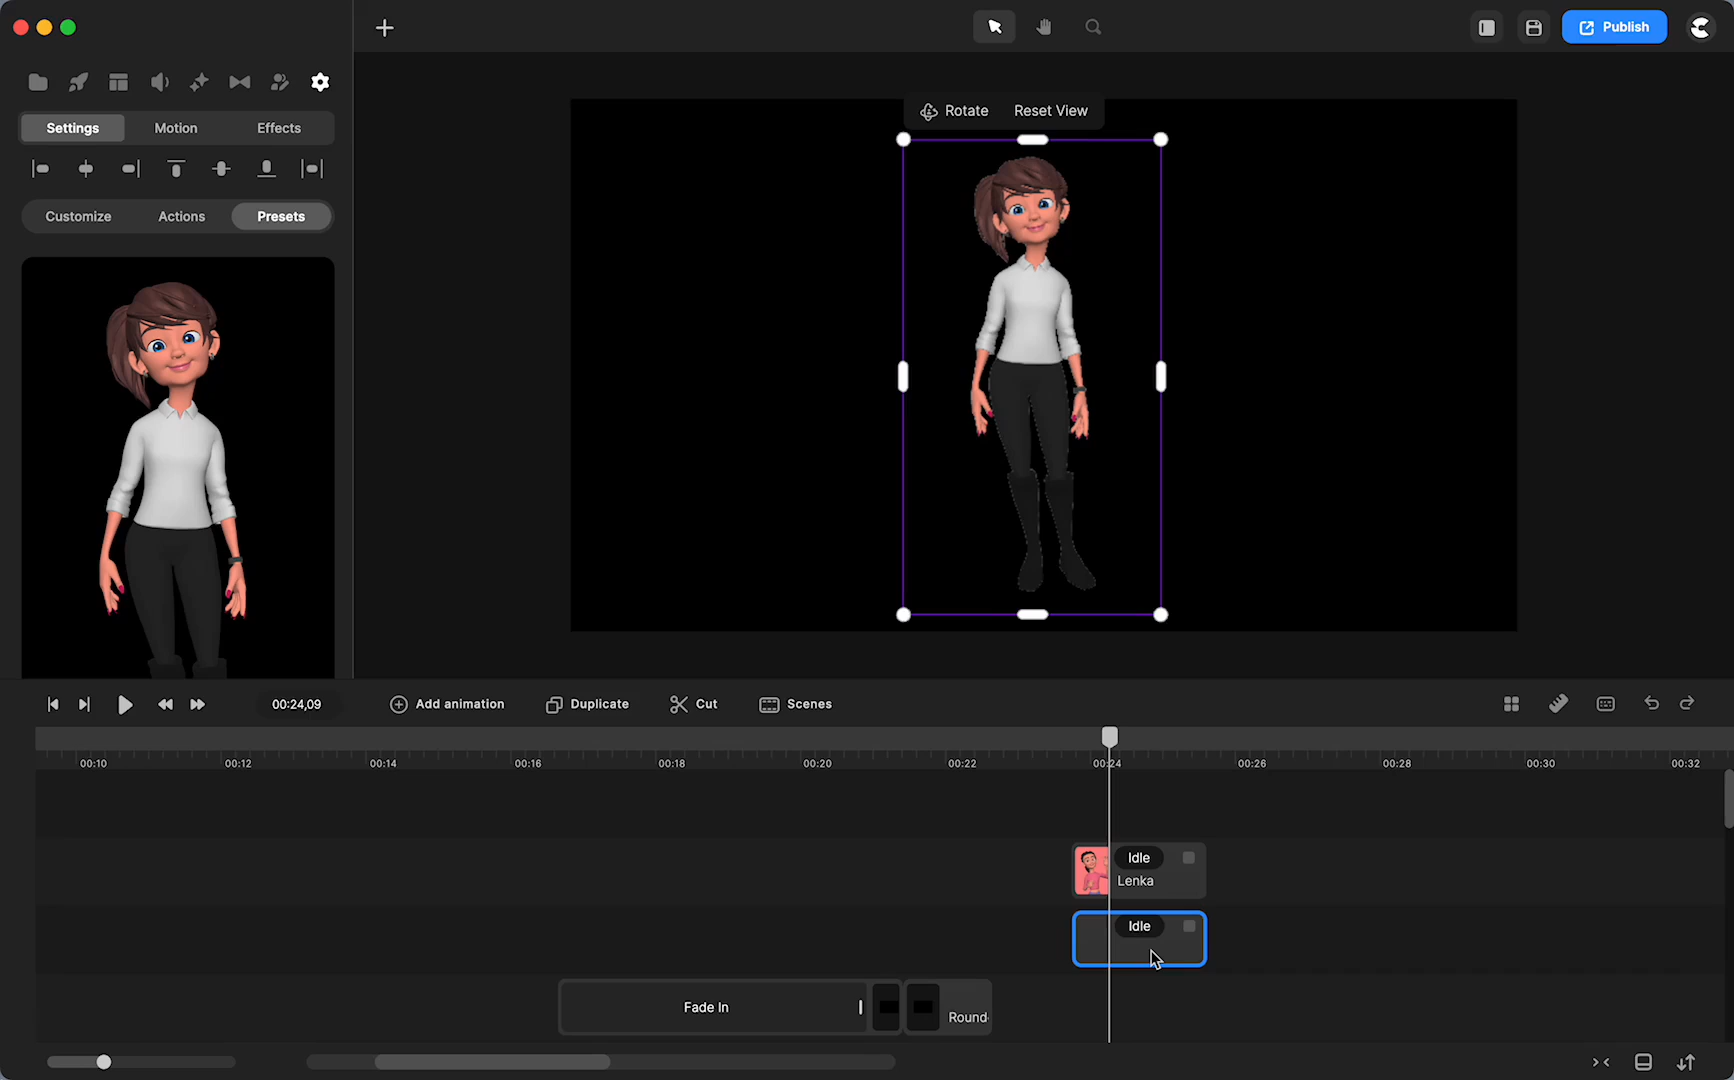 Publish
Settings
Motion
Effects
Customize
Actions
Presets
Rotate
Reset View
00:24,09
Add animation
Duplicate
Cut
Scenes
00:10
00:12
00:14
00:16
00:18
00:20
00:22
00:24
00:26
00:28
00:30
00:32
Idle
Lenka
Idle
Fade In
Round